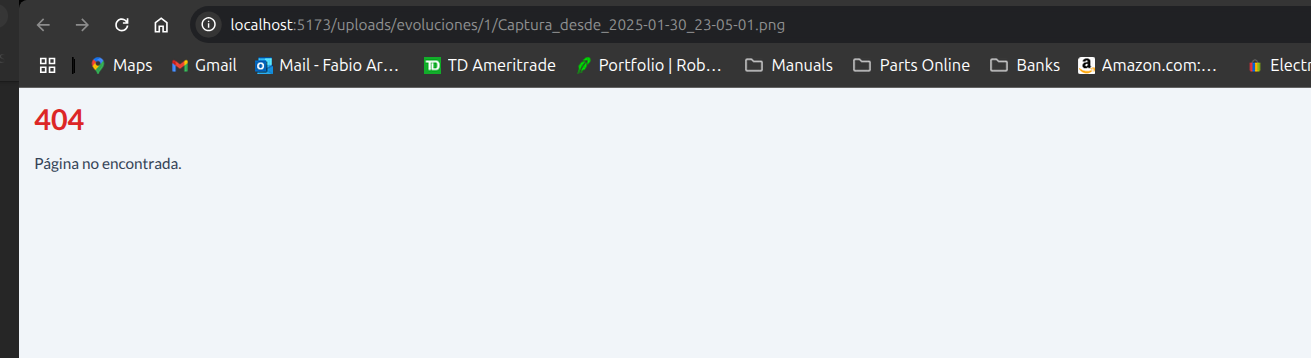 localhost:5173/uploads/evoluciones/1/Captura_desde_2025-01-30_23-05-01.png
Maps Gmail Mail - Fabio Ar... TD Ameritrade Portfolio | Rob... Manuals Parts Online Banks Amazon.com:... Electr
404
Página no encontrada.